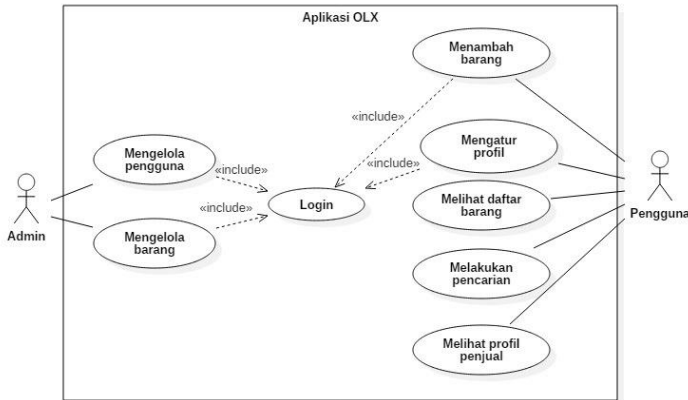 Aplikasi OLX
Menambah
barang
«include»
Mengelola
pengguna
«include»
Mengatur
profil
«include»
Admin
Login
Melihat daftar
barang
Pengguna
«include»
Mengelola
barang
Melakukan
pencarian
Melihat profil
penjual